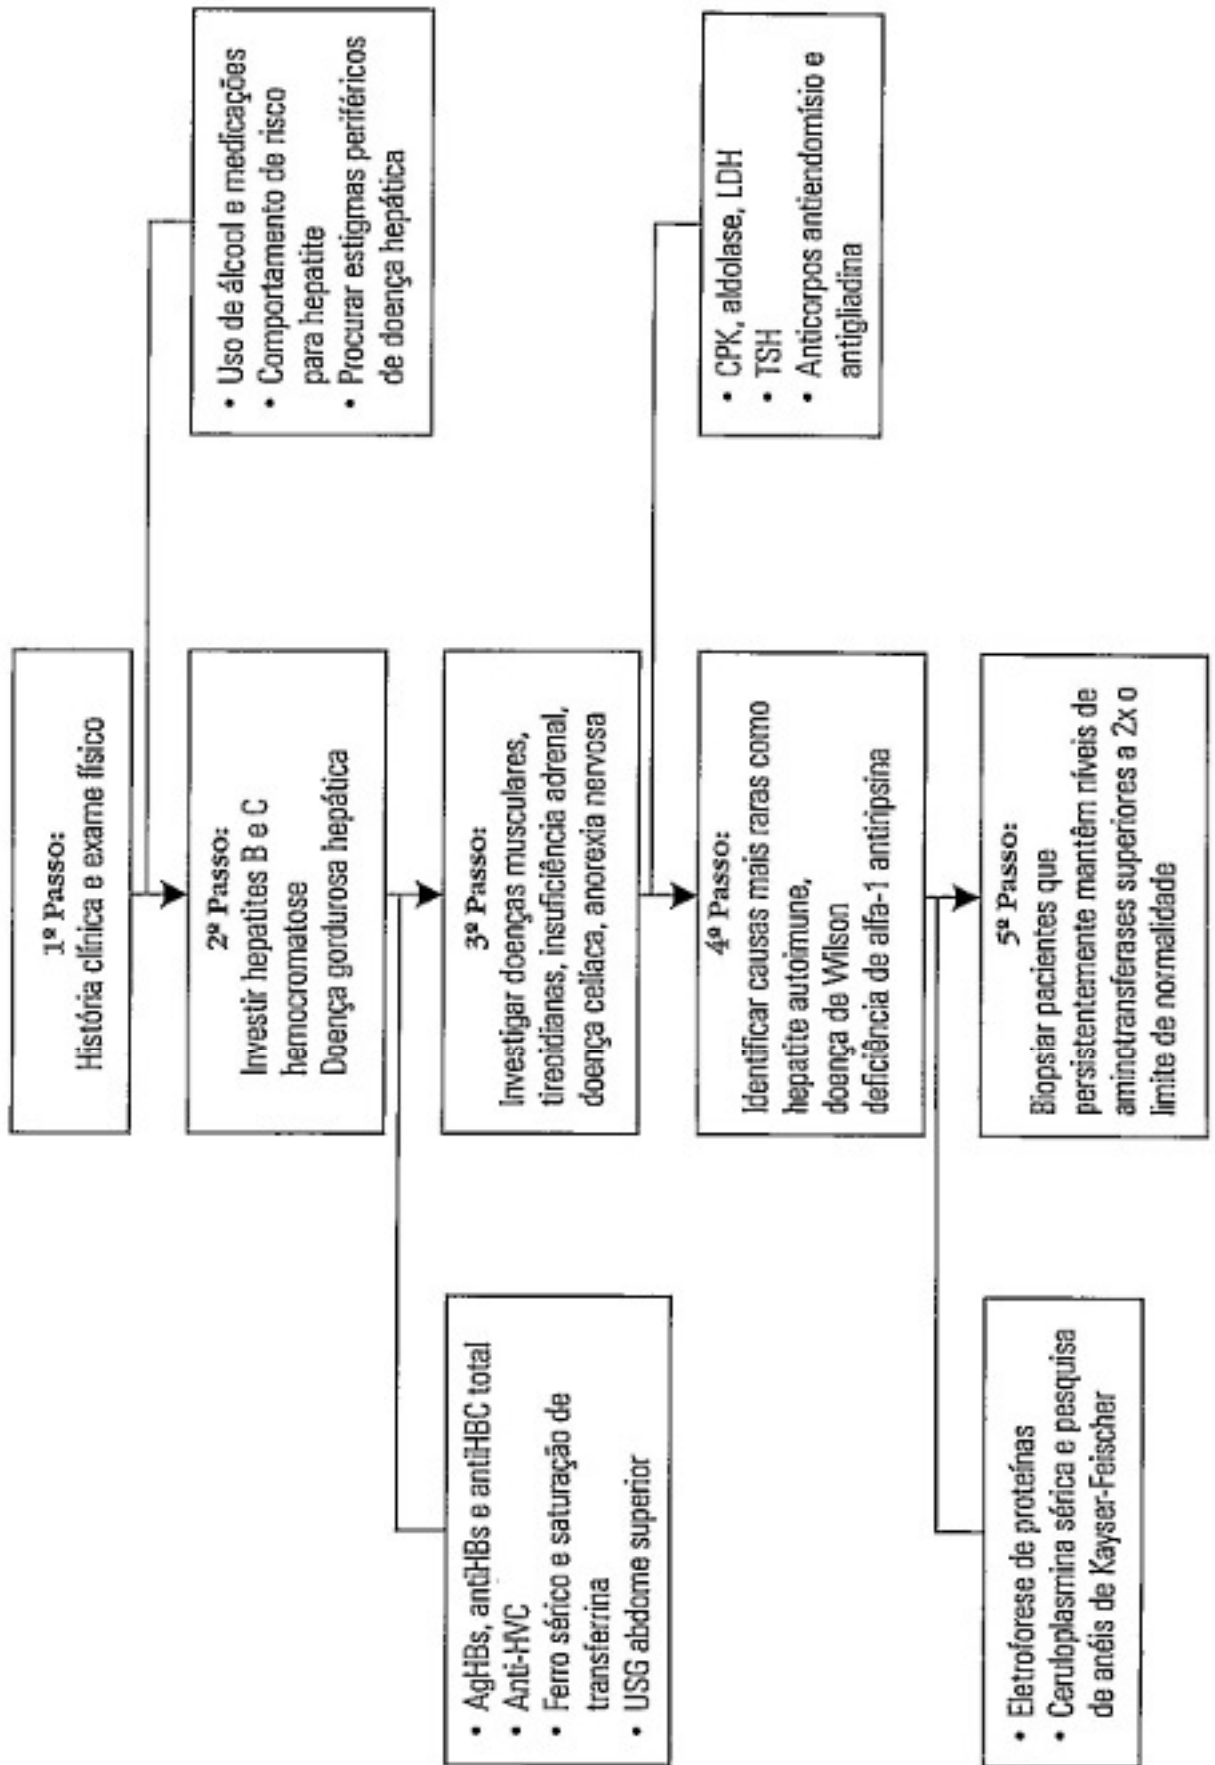 1º Passo:
História clínica e exame físico
• Uso de álcool e medicações
• Comportamento de risco
para hepatite
• Procurar estigmas periféricos
de doença hepática
2º Passo:
Investir hepatites B e C
hemocromatose
Doença gordurosa hepática
• AgHBs, antiHBs e antiHBC total
• Anti-HVC
• Ferro sérico e saturação de
transferrina
• USG abdome superior
3º Passo:
Investigar doenças musculares,
tireoidianas, insuficiência adrenal,
doença celíaca, anorexia nervosa
• CPK, aldolase, LDH
• TSH
• Anticorpos antiendomísio e
antigliadina
4º Passo:
Identificar causas mais raras como
hepatite autoimune,
doença de Wilson
deficiência de alfa-1 antitripsina
• Eletroforese de proteínas
• Ceruloplasmina sérica e pesquisa
de anéis de Kayser-Feischer
5º Passo:
Biopsiar pacientes que
persistentemente mantêm níveis de
aminotransferases superiores a 2x o
limite de normalidade